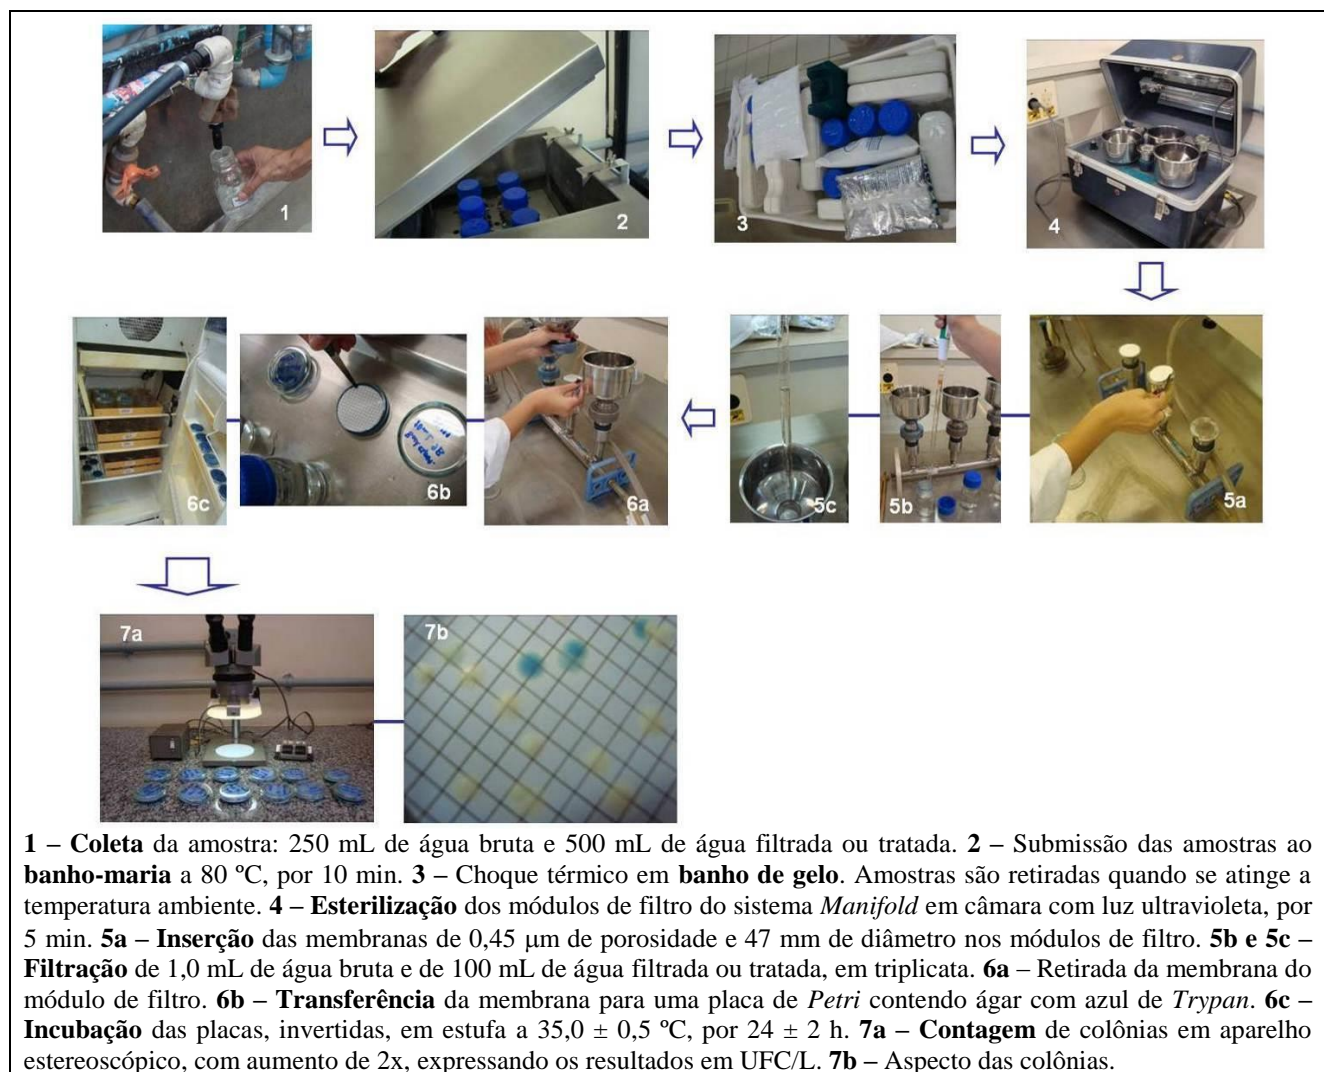 1
2
3
4
6c
6b
6a
5c
5b
5a
7a
7b
1 – Coleta da amostra: 250 mL de água bruta e 500 mL de água filtrada ou tratada. 2 – Submissão das amostras ao
banho-maria a 80 ºC, por 10 min. 3 – Choque térmico em banho de gelo. Amostras são retiradas quando se atinge a
temperatura ambiente. 4 – Esterilização dos módulos de filtro do sistema Manifold em câmara com luz ultravioleta, por
5 min. 5a – Inserção das membranas de 0,45 μm de porosidade e 47 mm de diâmetro nos módulos de filtro. 5b e 5c –
Filtração de 1,0 mL de água bruta e de 100 mL de água filtrada ou tratada, em triplicata. 6a – Retirada da membrana do
módulo de filtro. 6b – Transferência da membrana para uma placa de Petri contendo ágar com azul de Trypan. 6c –
Incubação das placas, invertidas, em estufa a 35,0 ± 0,5 ºC, por 24 ± 2 h. 7a – Contagem de colônias em aparelho
estereoscópico, com aumento de 2x, expressando os resultados em UFC/L. 7b – Aspecto das colônias.